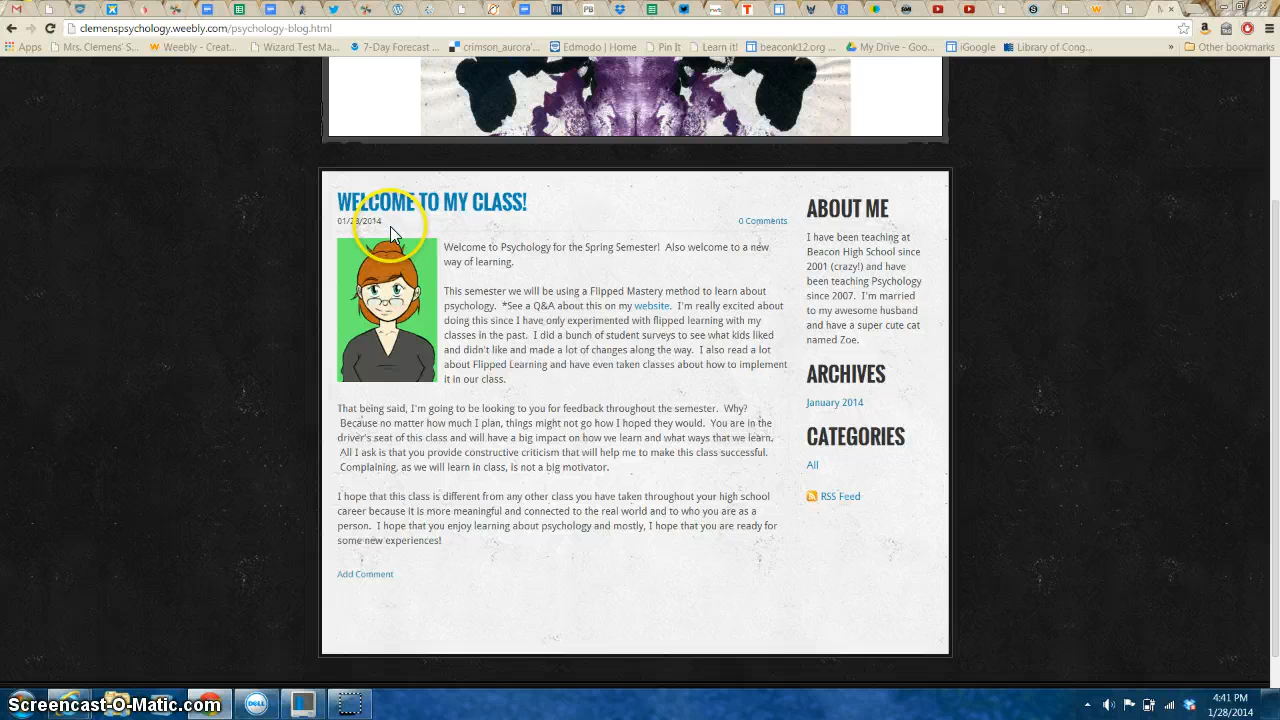 clemenspsychology.weebly.com/psychology-blog.html
Apps Mrs. Clemens'... Weebly - Creat... Wizard Test Ma... 7-Day Forecast ... crimson_aurora'... Edmodo | Home Pin It Learn it! beaconk12.org ... My Drive - Goo... iGoogle Library of Cong... » Other bookmarks
WELCOME TO MY CLASS!
01/28/2014
0 Comments
Welcome to Psychology for the Spring Semester! Also welcome to a new
way of learning.
This semester we will be using a Flipped Mastery method to learn about
psychology. *See a Q&A about this on my website. I'm really excited about
doing this since I have only experimented with flipped learning with my
classes in the past. I did a bunch of student surveys to see what kids liked
and didn't like and made a lot of changes along the way. I also read a lot
about Flipped Learning and have even taken classes about how to implement
it in our class.
That being said, I'm going to be looking to you for feedback throughout the semester. Why?
Because no matter how much I plan, things might not go how I hoped they would. You are in the
driver's seat of this class and will have a big impact on how we learn and what ways that we learn.
All I ask is that you provide constructive criticism that will help me to make this class successful.
Complaining, as we will learn in class, is not a big motivator.
I hope that this class is different from any other class you have taken throughout your high school
career because it is more meaningful and connected to the real world and to who you are as a
person. I hope that you enjoy learning about psychology and mostly, I hope that you are ready for
some new experiences!
Add Comment
ABOUT ME
I have been teaching at
Beacon High School since
2001 (crazy!) and have
been teaching Psychology
since 2007. I'm married
to my awesome husband
and have a super cute cat
named Zoe.
ARCHIVES
January 2014
CATEGORIES
All
RSS Feed
Screencast-O-Matic.com
4:41 PM
1/28/2014